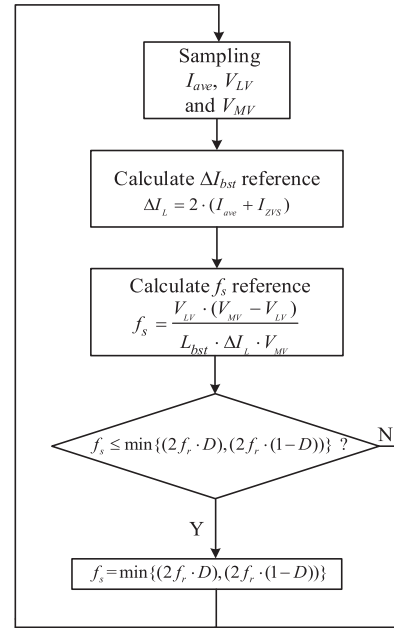 Sampling
I_ave, V_LV
and V_MV
Calculate ΔI_bst reference
ΔI_L = 2·(I_ave + I_ZVS)
Calculate f_s reference
f_s = V_LV·(V_MV − V_LV) / L_bst·ΔI_L·V_MV
f_s ≤ min{(2f_r·D),(2f_r·(1−D))} ?
N
Y
f_s = min{(2f_r·D),(2f_r·(1−D))}